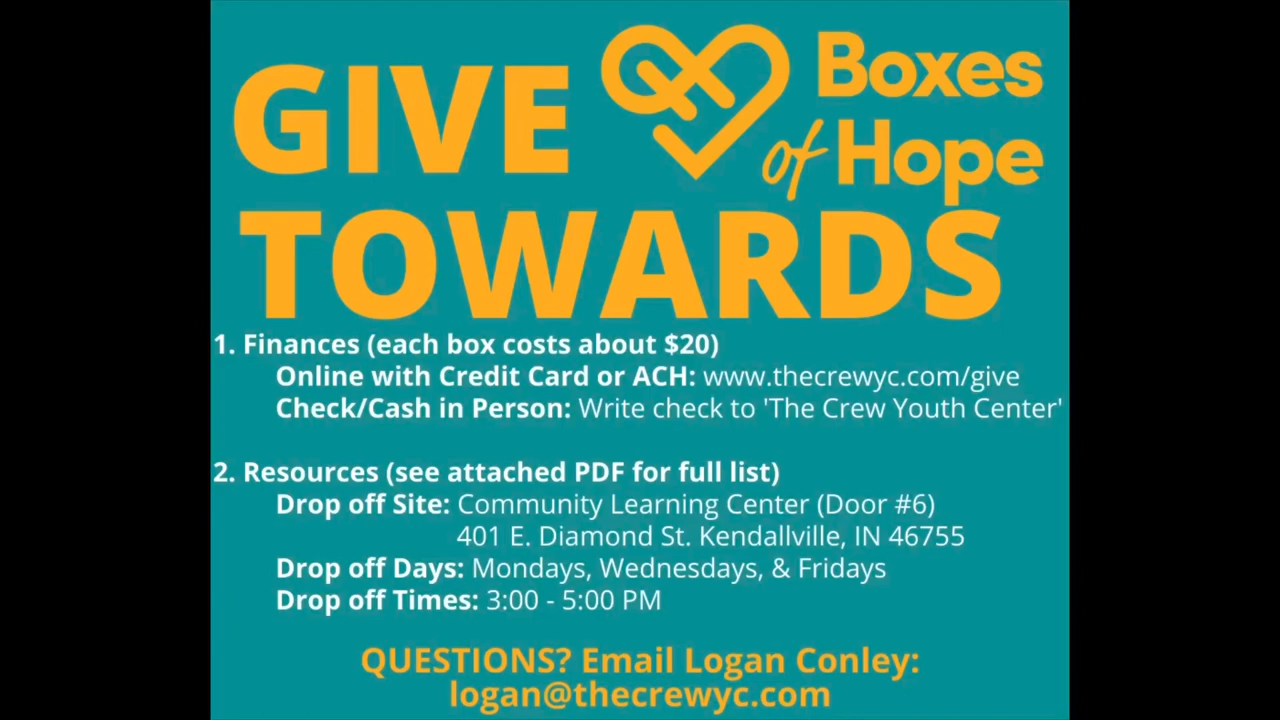 GIVE
Boxes
of Hope
TOWARDS
1. Finances (each box costs about $20)
Online with Credit Card or ACH: www.thecrewyc.com/give
Check/Cash in Person: Write check to 'The Crew Youth Center'
2. Resources (see attached PDF for full list)
Drop off Site: Community Learning Center (Door #6)
401 E. Diamond St. Kendallville, IN 46755
Drop off Days: Mondays, Wednesdays, & Fridays
Drop off Times: 3:00 - 5:00 PM
QUESTIONS? Email Logan Conley:
logan@thecrewyc.com